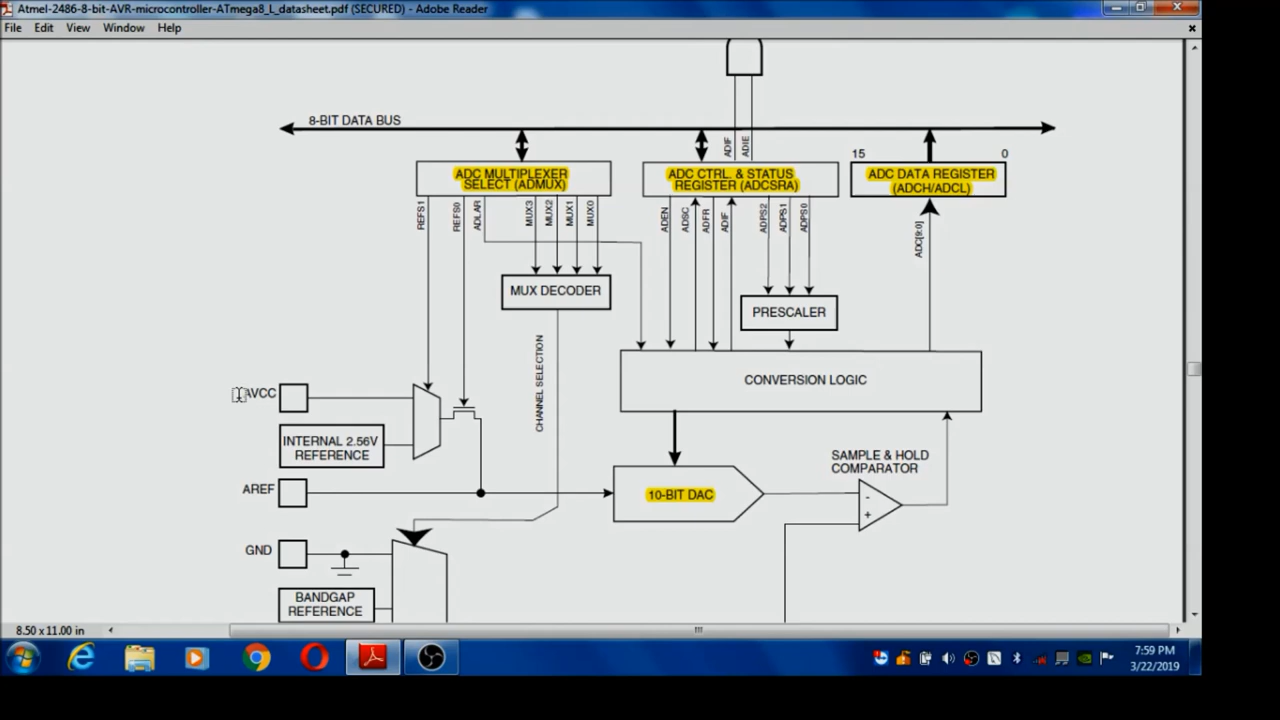 Atmel-2486-8-bit-AVR-microcontroller-ATmega8_L_datasheet.pdf (SECURED) - Adobe Reader
File Edit View Window Help
8-BIT DATA BUS
ADIF
ADIE
15 0
ADC MULTIPLEXER
SELECT (ADMUX)
ADC CTRL. & STATUS
REGISTER (ADCSRA)
ADC DATA REGISTER
(ADCH/ADCL)
REFS1
REFS0
ADLAR
MUX3
MUX2
MUX1
MUX0
ADEN
ADSC
ADFR
ADIF
ADPS2
ADPS1
ADPS0
ADC[9:0]
MUX DECODER
PRESCALER
CHANNEL SELECTION
CONVERSION LOGIC
AVCC
INTERNAL 2.56V
REFERENCE
SAMPLE & HOLD
COMPARATOR
AREF
10-BIT DAC
-
+
GND
BANDGAP
REFERENCE
8.50 x 11.00 in
7:59 PM
3/22/2019